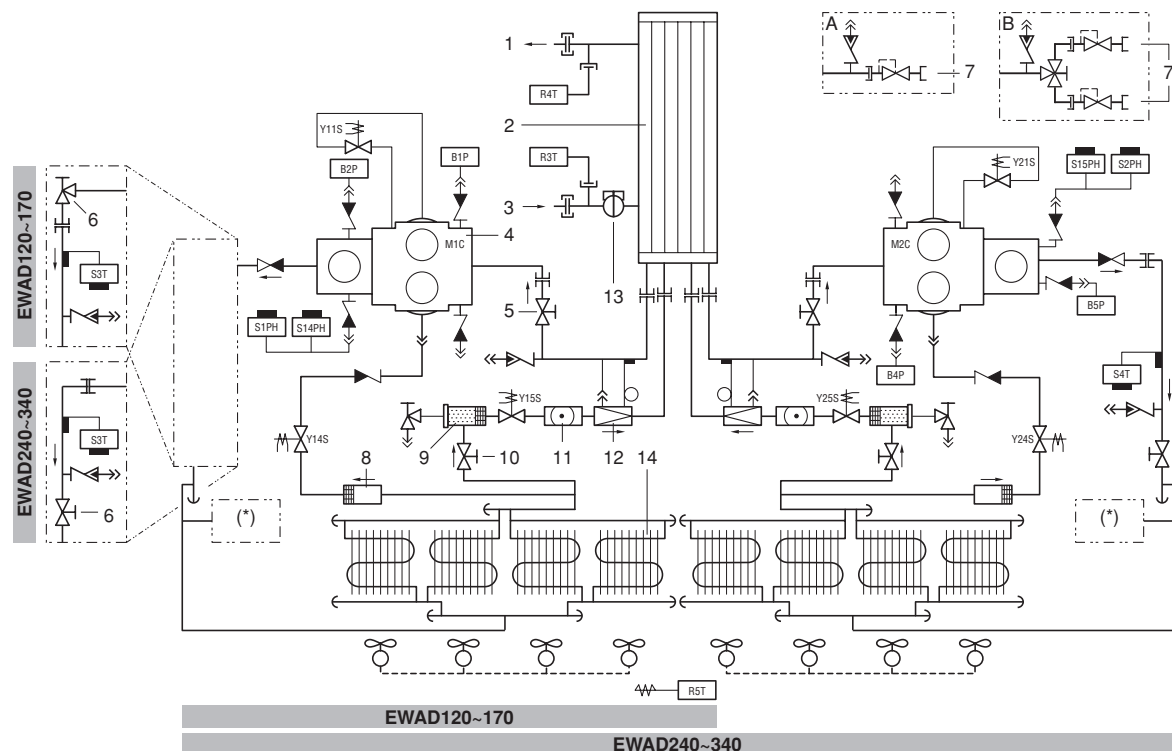 A
B
1
7
7
R4T
2
Y11S
B2P
B1P
R3T
S15PH
S2PH
Y21S
EWAD120~170
6
S3T
3
4
M1C
M2C
13
5
S1PH
S14PH
B5P
B4P
S4T
EWAD240~340
S3T
6
Y15S
Y25S
Y14S
Y24S
9
10
11
12
14
8
(*)
(*)
R5T
EWAD120~170
EWAD240~340